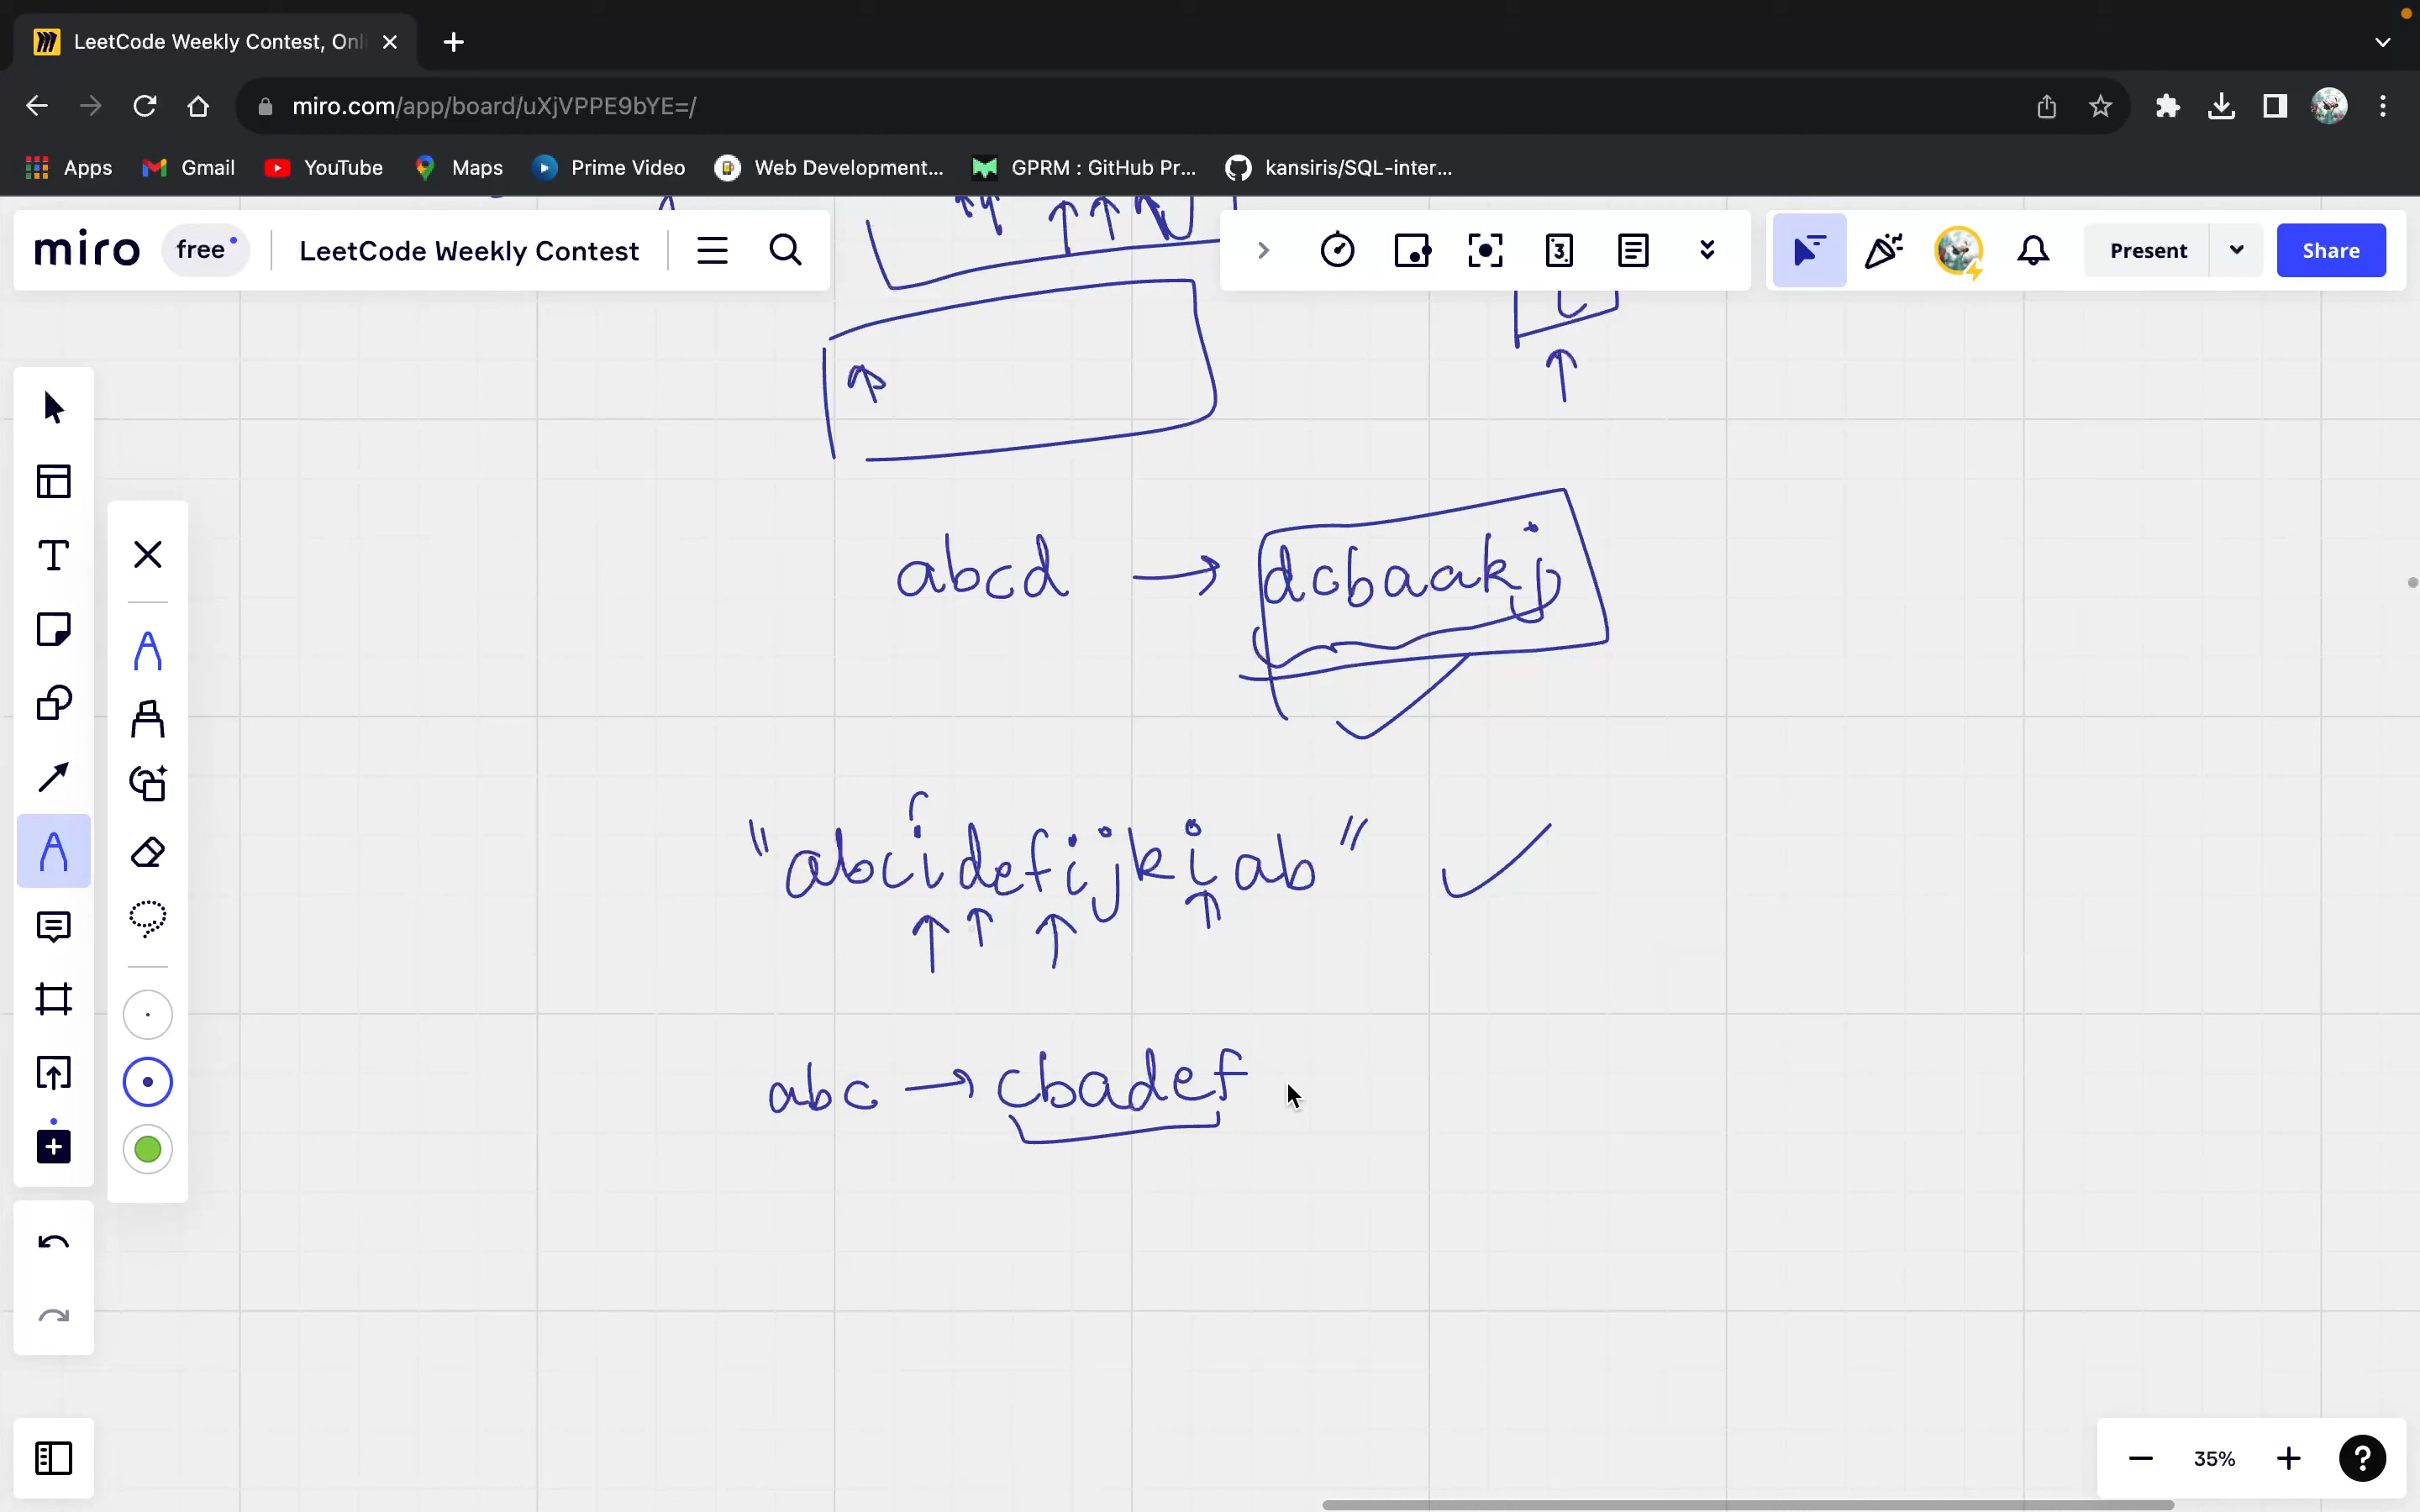 LeetCode Weekly Contest, Onl
miro.com/app/board/uXjVPPE9bYE=/
Apps Gmail YouTube Maps Prime Video Web Development... GPRM : GitHub Pr... kansiris/SQL-inter...
miro free LeetCode Weekly Contest 3 Present Share
abcd → dcbaakj
"abcidefijkiab"
abc → cbadef
35%